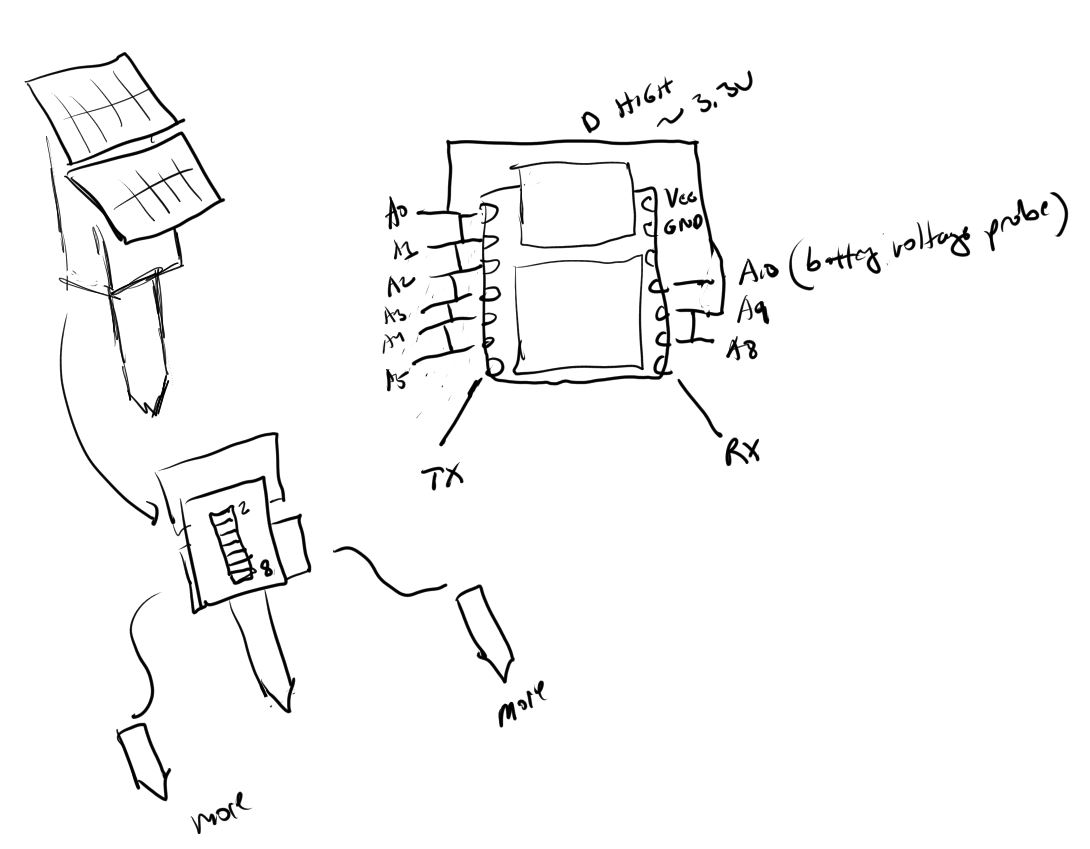 D HIGH ~ 3.3V
A0
A1
A2
A3
A4
A5
VCC
GND
A10 (battery voltage probe)
A9
A8
TX
RX
2
8
more
more